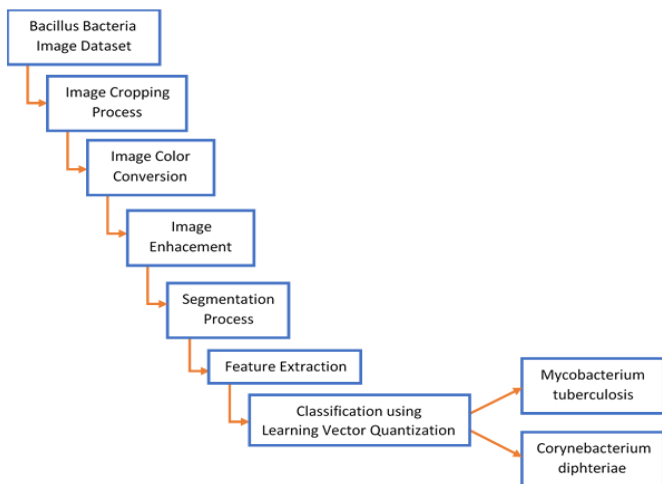 Bacillus Bacteria
Image Dataset
Image Cropping
Process
Image Color
Conversion
Image
Enhacement
Segmentation
Process
Feature Extraction
Classification using
Learning Vector Quantization
Mycobacterium
tuberculosis
Corynebacterium
diphteriae